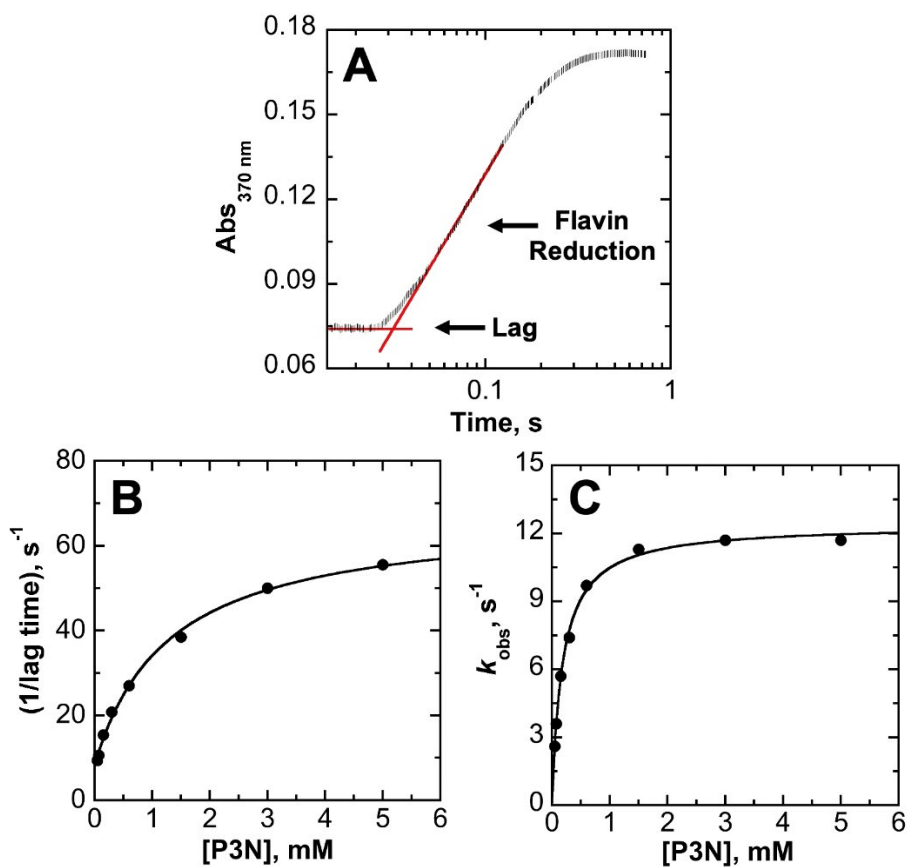 A
0.18
0.15
0.12
0.09
0.06
Abs370 nm
Flavin
Reduction
Lag
0.1
1
Time, s
B
80
60
40
20
0
(1/lag time), s-1
0 1 2 3 4 5 6
[P3N], mM
C
15
12
9
6
3
0
kobs, s-1
0 1 2 3 4 5 6
[P3N], mM